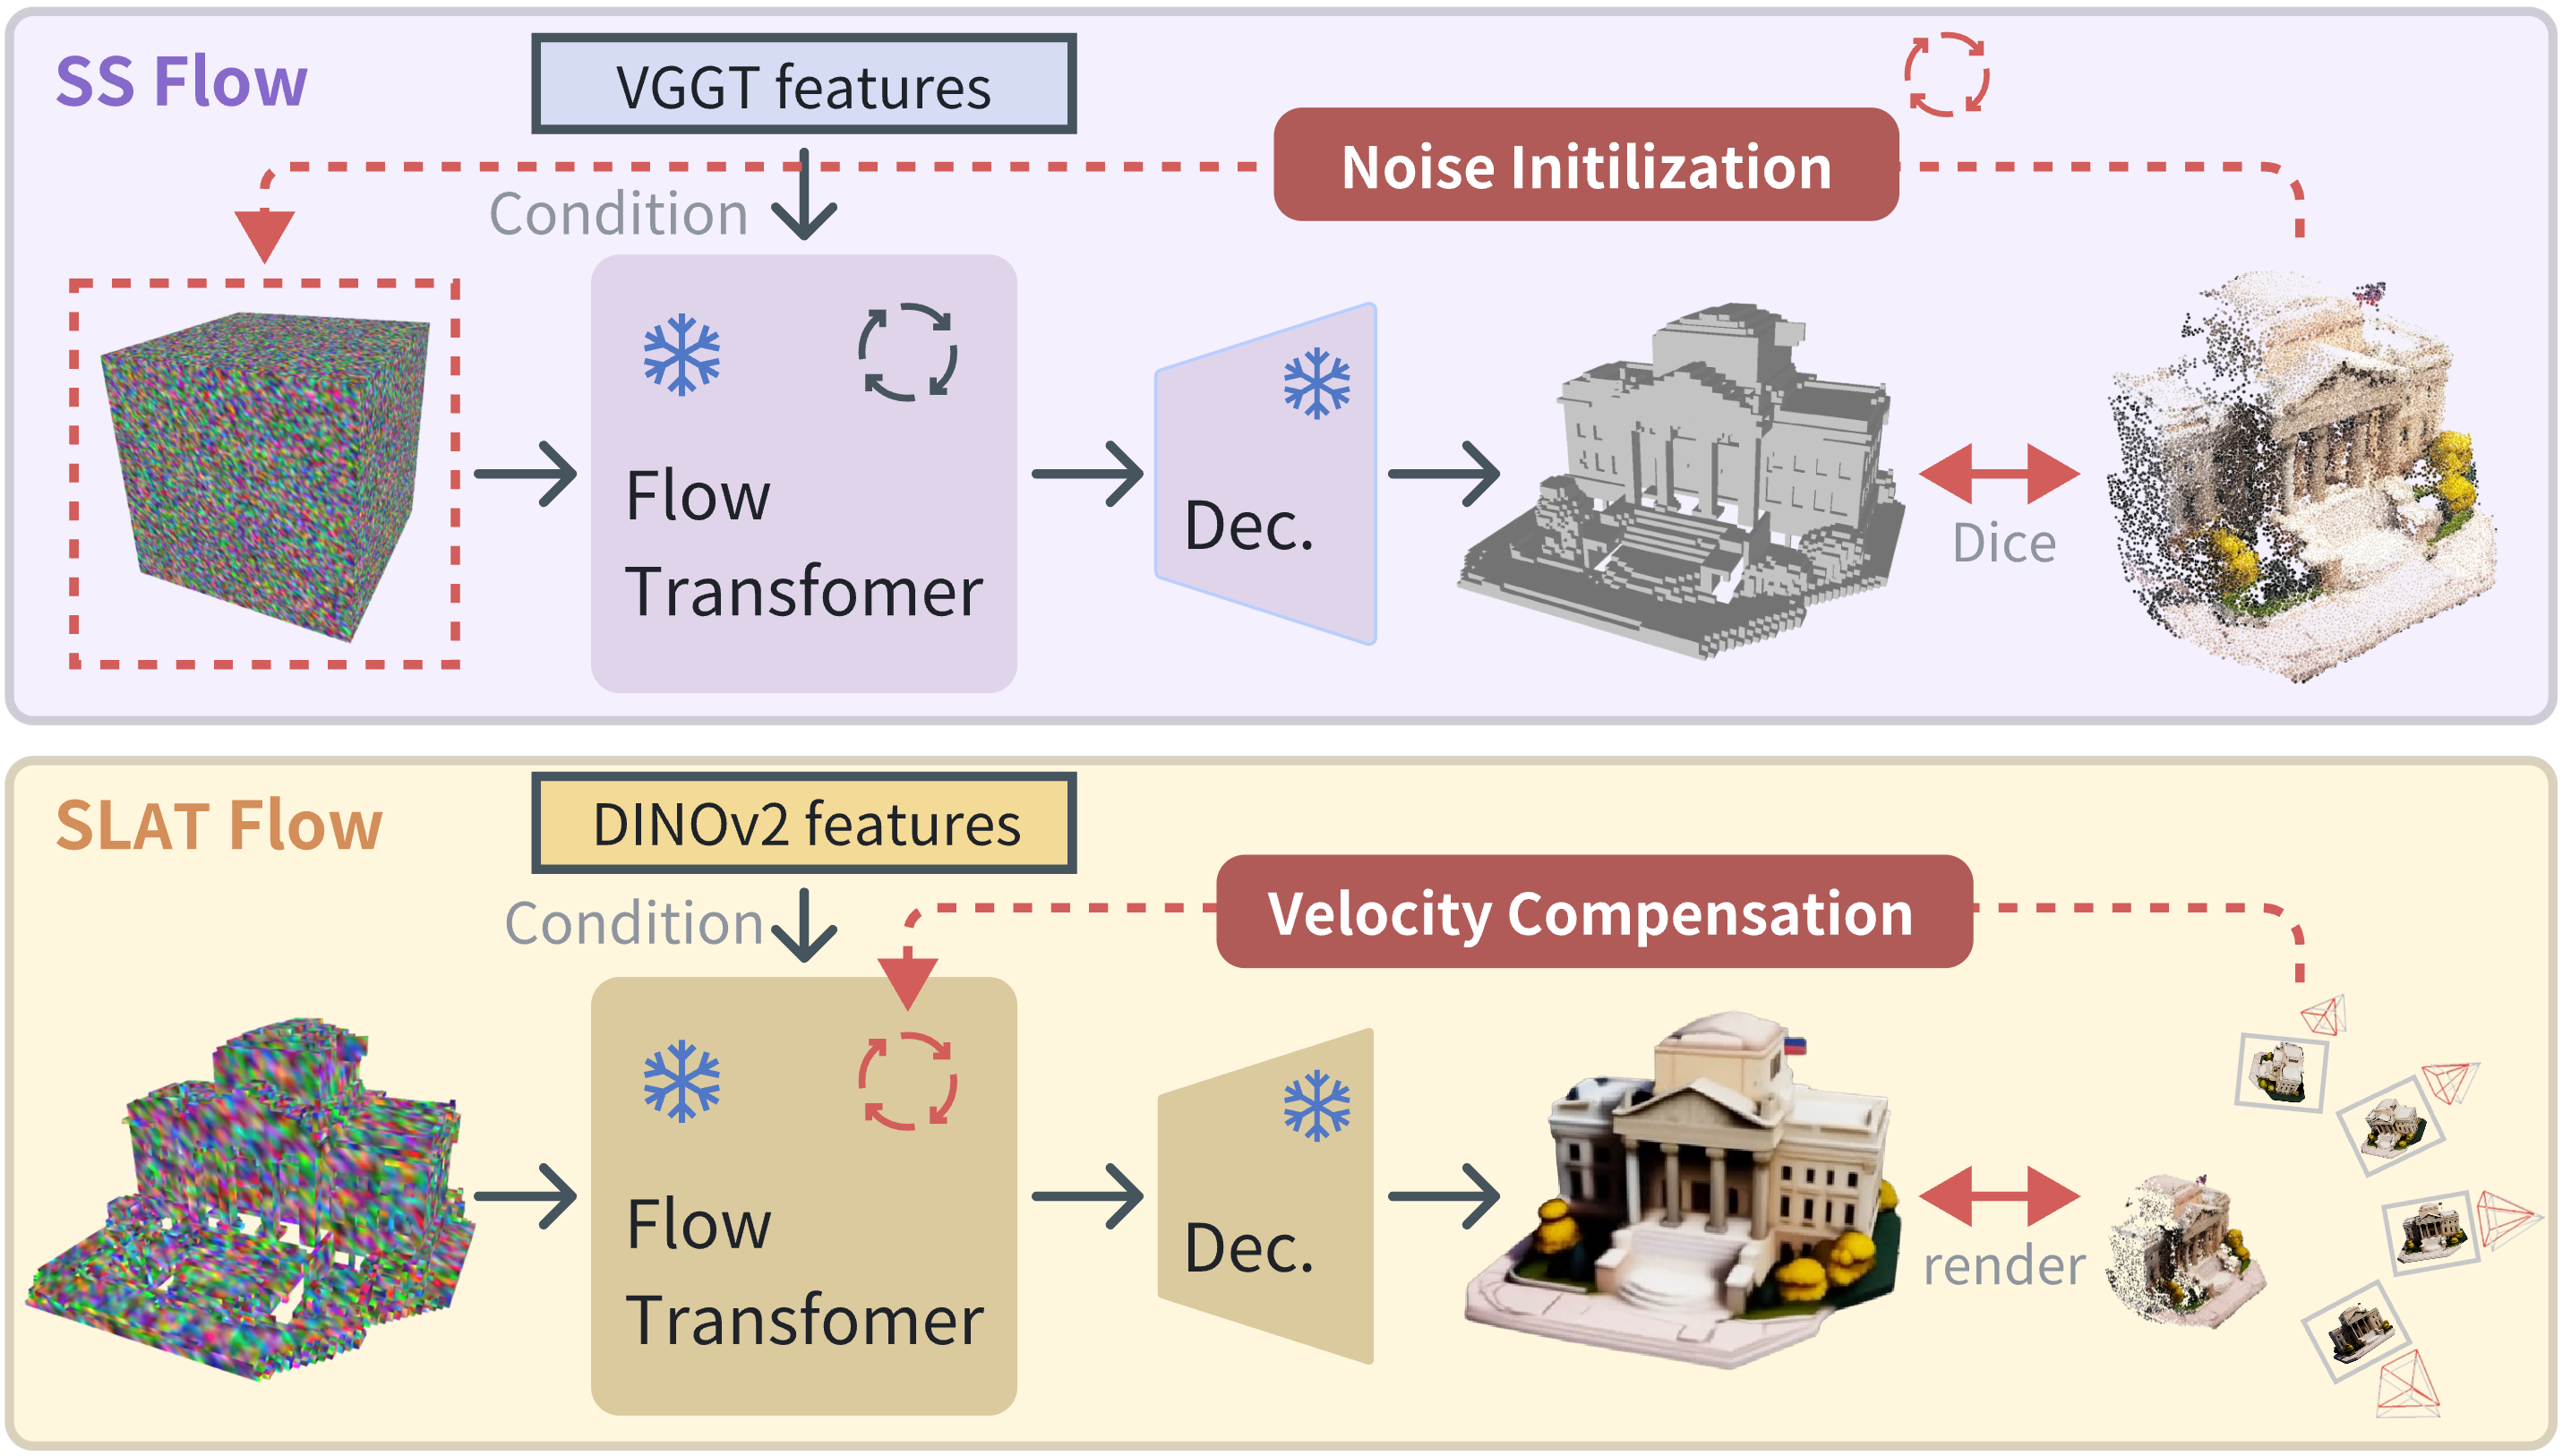 SS Flow
VGGT features
Noise Initilization
Condition
Flow
Transfomer
Dec.
Dice
SLAT Flow
DINOv2 features
Velocity Compensation
Condition
Flow
Transfomer
Dec.
render